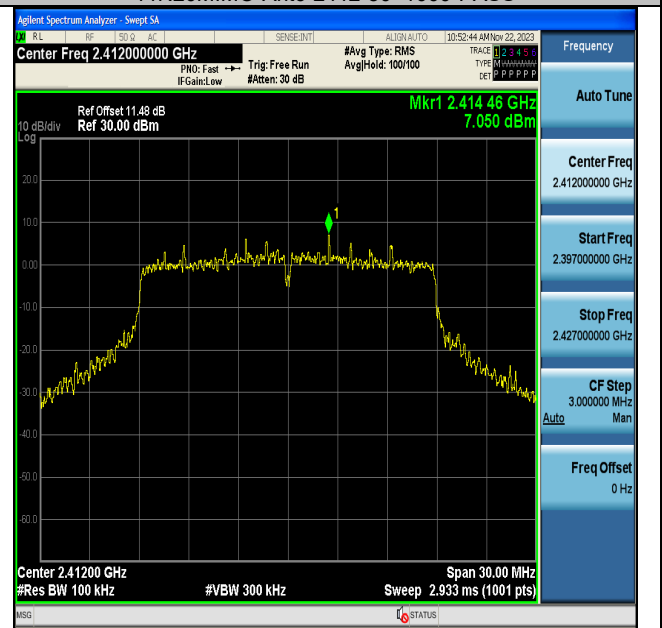 Agilent Spectrum Analyzer - Swept SA
LXI RL RF 50 Ω AC SENSE:INT ALIGN AUTO 10:52:44 AM Nov 22, 2023
Center Freq 2.412000000 GHz
PNO: Fast
IFGain:Low
Trig: Free Run
#Atten: 30 dB
#Avg Type: RMS
Avg|Hold: 100/100
TRACE 1 2 3 4 5 6
TYPE M W W W W W
DET P P P P P P
Ref Offset 11.48 dB
10 dB/div Ref 30.00 dBm
Log
Mkr1 2.414 46 GHz
7.050 dBm
1
20.0
10.0
0.00
-10.0
-20.0
-30.0
-40.0
-50.0
-60.0
Center 2.41200 GHz Span 30.00 MHz
#Res BW 100 kHz #VBW 300 kHz Sweep 2.933 ms (1001 pts)
MSG STATUS
Frequency
Auto Tune
Center Freq
2.412000000 GHz
Start Freq
2.397000000 GHz
Stop Freq
2.427000000 GHz
CF Step
3.000000 MHz
Auto Man
Freq Offset
0 Hz